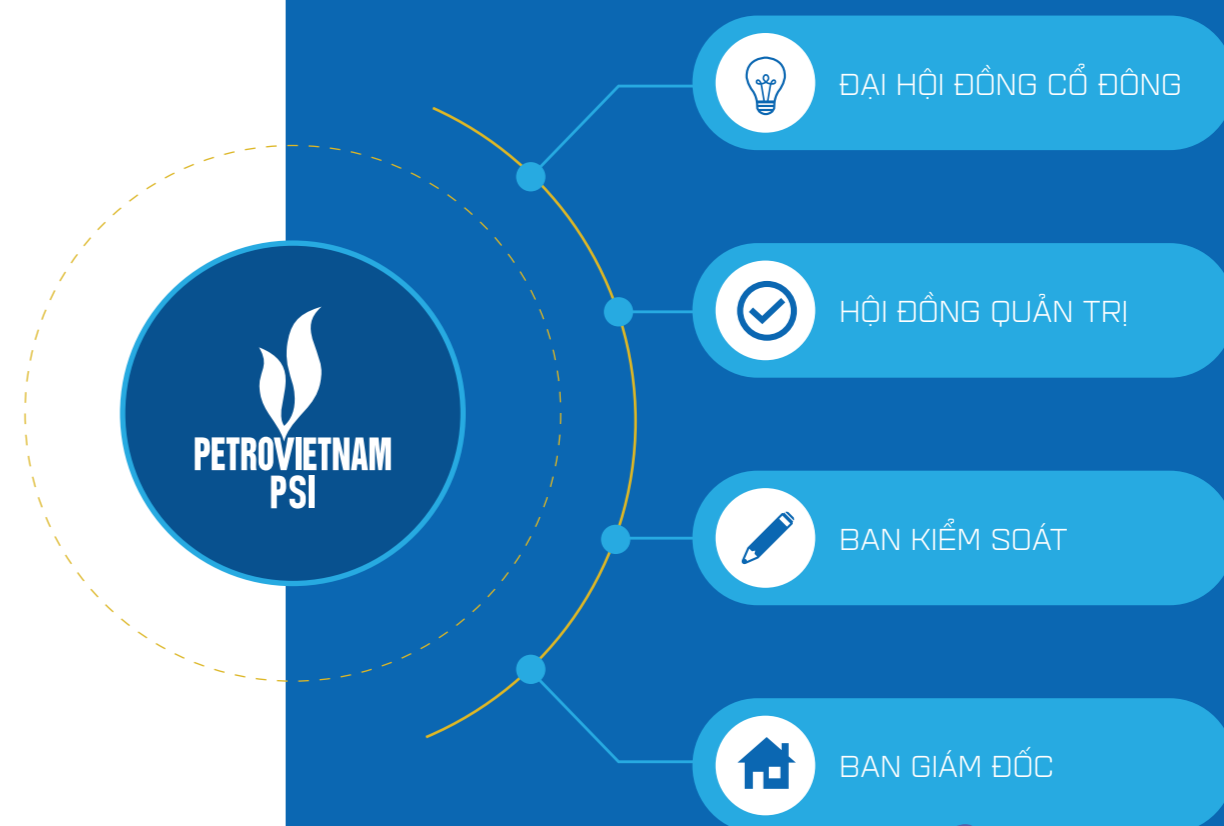 PETROVIETNAM
PSI
ĐẠI HỘI ĐỒNG CỔ ĐÔNG
HỘI ĐỒNG QUẢN TRỊ
BAN KIỂM SOÁT
BAN GIÁM ĐỐC